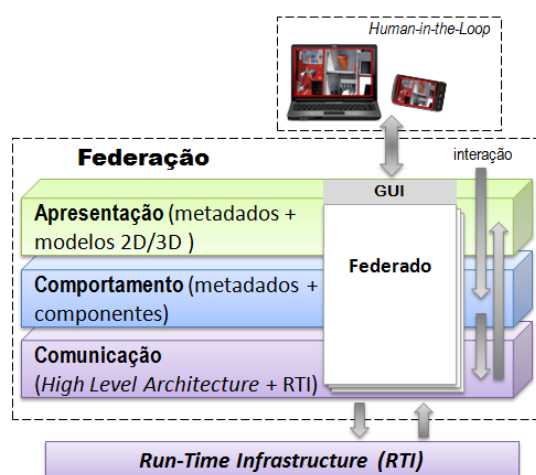 Human-in-the-Loop
Federação
interação
GUI
Apresentação (metadados +
modelos 2D/3D )
Federado
Comportamento (metadados +
componentes)
Comunicação
(High Level Architecture + RTI)
Run-Time Infrastructure (RTI)